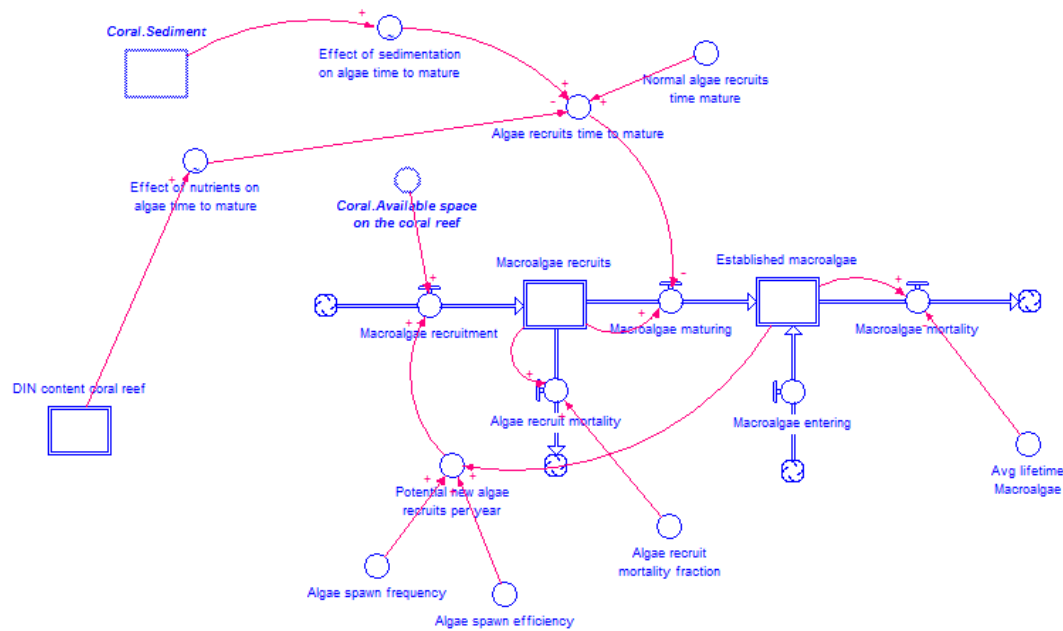 Coral.Sediment
Effect of sedimentation
on algae time to mature
Normal algae recruits
time mature
Algae recruits time to mature
Effect of nutrients on
algae time to mature
Coral.Available space
on the coral reef
Macroalgae recruits
Established macroalgae
Macroalgae recruitment
Macroalgae maturing
Macroalgae mortality
DIN content coral reef
Algae recruit mortality
Macroalgae entering
Avg lifetime
Macroalgae
Potential new algae
recruits per year
Algae recruit
mortality fraction
Algae spawn frequency
Algae spawn efficiency